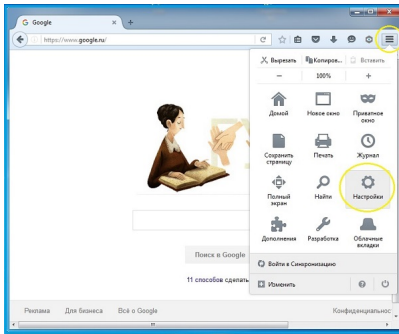 Google
https://www.google.ru/
Вырезать Копиров... Вставить
− 100% +
Домой Новое окно Приватное окно
Сохранить страницу Печать Журнал
Полный экран Найти Настройки
Дополнения Разработка Облачные вкладки
Поиск в Google
Войти в Синхронизацию
11 способов сделать
Изменить
Реклама Для бизнеса Всё о Google Конфиденциальнос